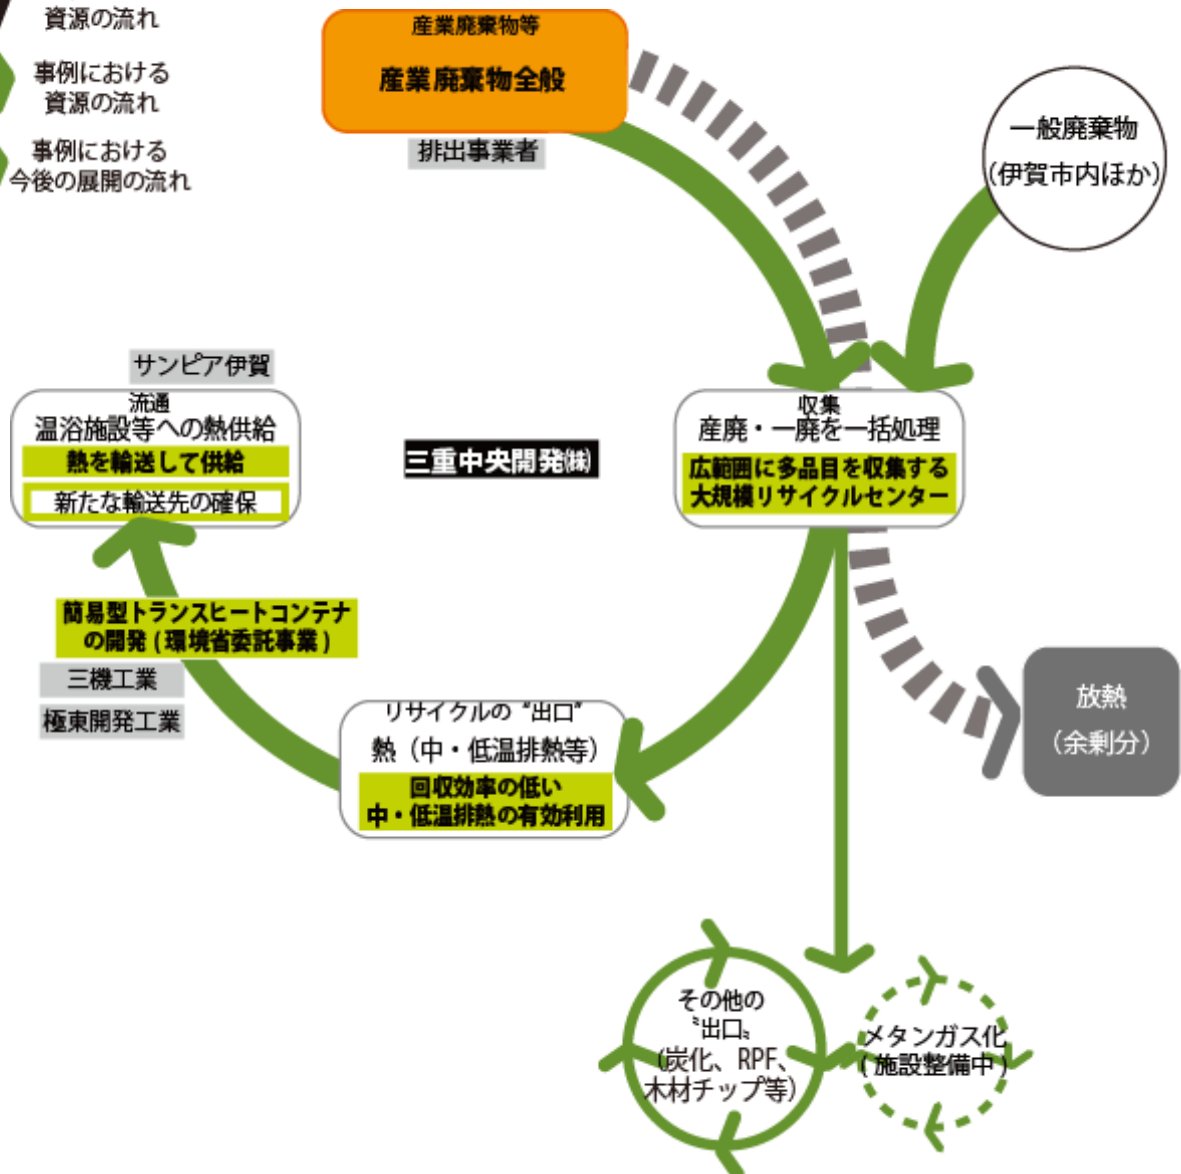 資源の流れ
事例における
資源の流れ
事例における
今後の展開の流れ
産業廃棄物等
産業廃棄物全般
排出事業者
一般廃棄物
（伊賀市内ほか）
サンピア伊賀
流通
温浴施設等への熱供給
熱を輸送して供給
新たな輸送先の確保
三重中央開発㈱
収集
産廃・一廃を一括処理
広範囲に多品目を収集する
大規模リサイクルセンター
簡易型トランスヒートコンテナ
の開発(環境省委託事業)
三機工業
極東開発工業
リサイクルの〝出口〟
熱（中・低温排熱等）
回収効率の低い
中・低温排熱の有効利用
放熱
（余剰分）
その他の
〝出口〟
（炭化、RPF、
木材チップ等）
メタンガス化
(施設整備中)